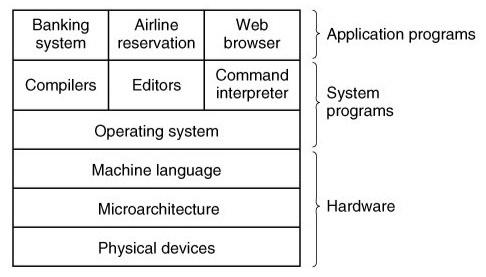 Banking system
Airline reservation
Web browser
Application programs
Compilers
Editors
Command interpreter
System programs
Operating system
Machine language
Microarchitecture
Hardware
Physical devices